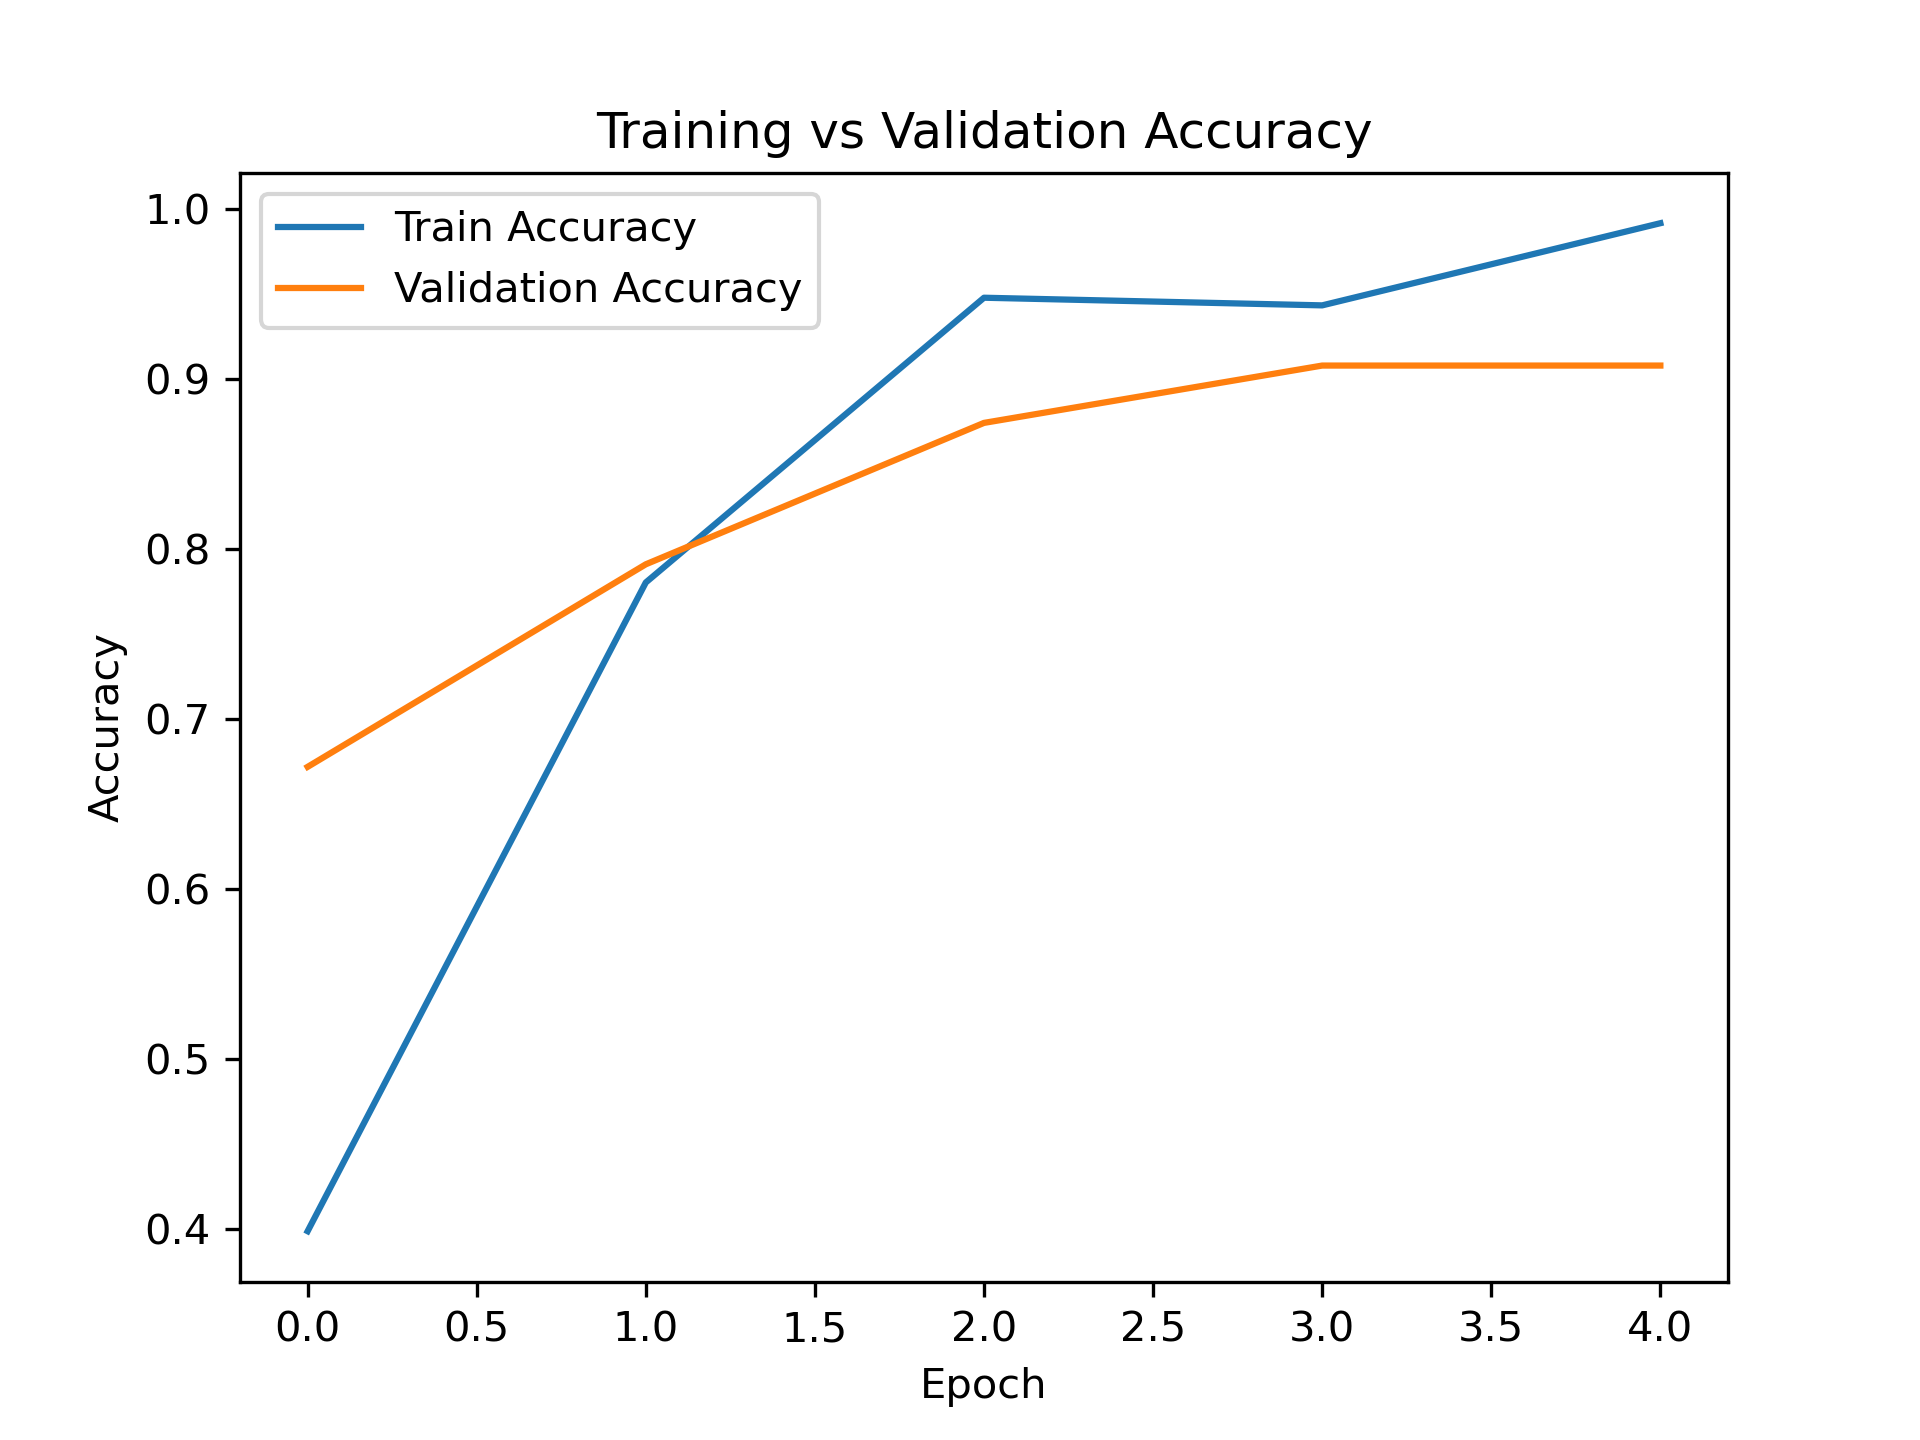 Training vs Validation Accuracy
Train Accuracy
Validation Accuracy
1.0
0.9
0.8
0.7
0.6
0.5
0.4
Accuracy
0.0 0.5 1.0 1.5 2.0 2.5 3.0 3.5 4.0
Epoch